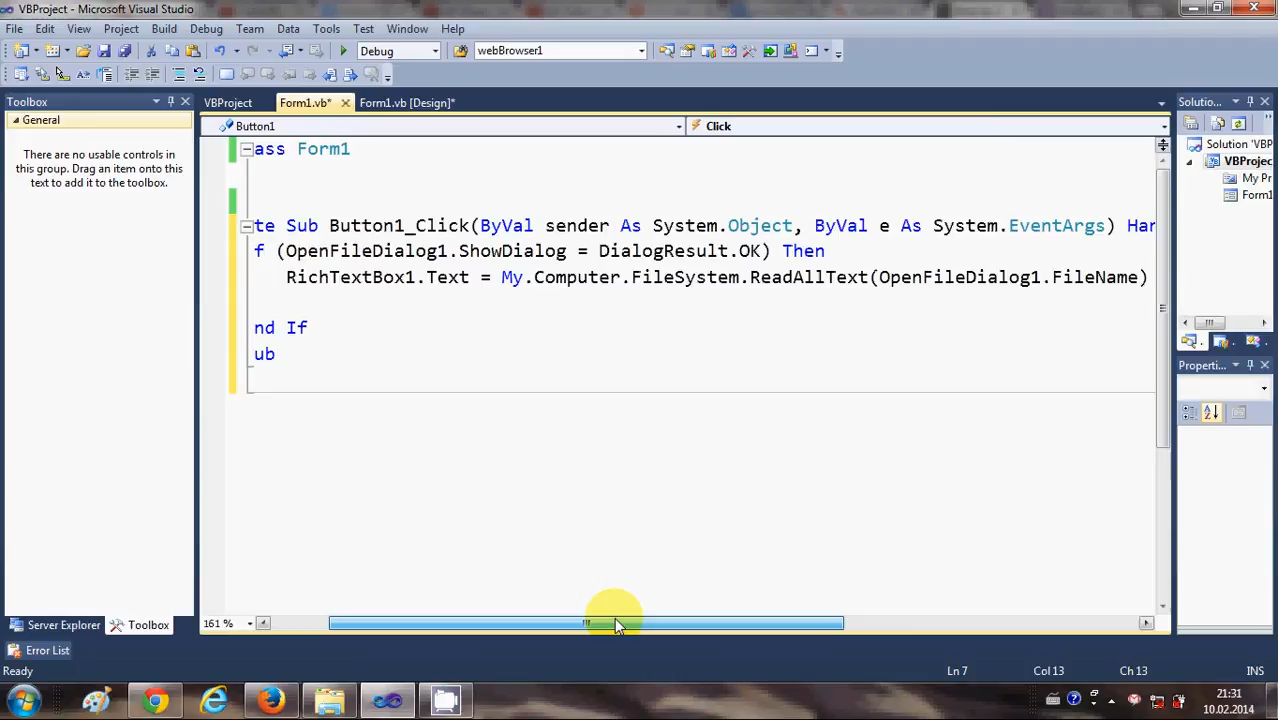 VBProject - Microsoft Visual Studio
File Edit View Project Build Debug Team Data Tools Test Window Help
Debug webBrowser1
Toolbox
VBProject Form1.vb* Form1.vb [Design]*
Solutio...
General
Button1 Click
There are no usable controls in
this group. Drag an item onto this
text to add it to the toolbox.
Solution 'VBP
VBProjec
My Pr
Form1
ass Form1
te Sub Button1_Click(ByVal sender As System.Object, ByVal e As System.EventArgs) Han
f (OpenFileDialog1.ShowDialog = DialogResult.OK) Then
RichTextBox1.Text = My.Computer.FileSystem.ReadAllText(OpenFileDialog1.FileName)
nd If
ub
Properti...
161 %
Server Explorer Toolbox
Error List
Ready Ln 7 Col 13 Ch 13 INS
21:31
10.02.2014